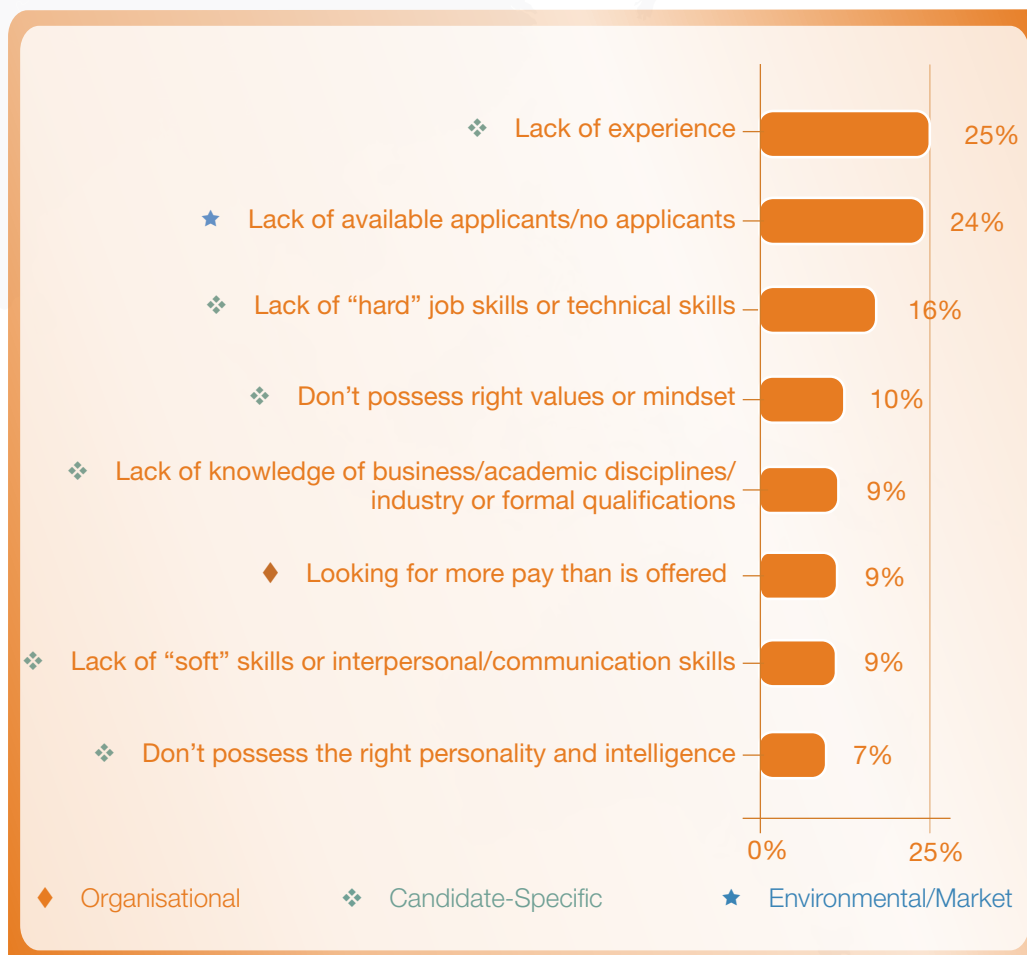 Lack of experience
25%
Lack of available applicants/no applicants
24%
Lack of “hard” job skills or technical skills
16%
Don’t possess right values or mindset
10%
Lack of knowledge of business/academic disciplines/
industry or formal qualifications
9%
Looking for more pay than is offered
9%
Lack of “soft” skills or interpersonal/communication skills
9%
Don’t possess the right personality and intelligence
7%
0%
25%
Organisational
Candidate-Specific
Environmental/Market